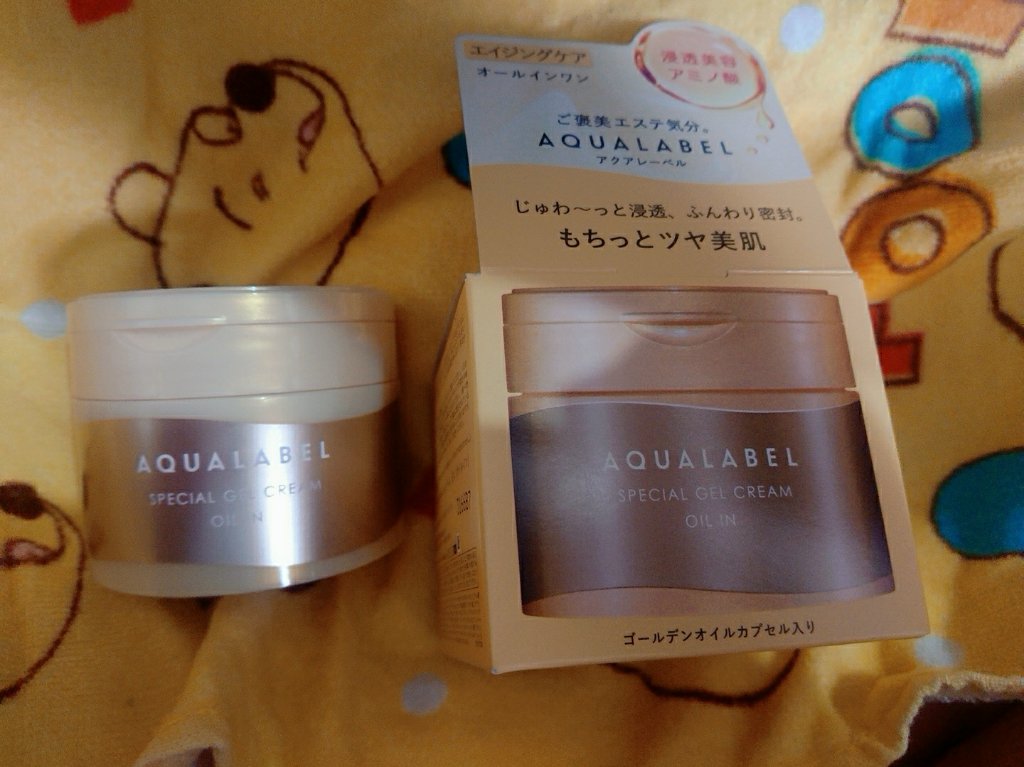 AQUALABEL
SPECIAL GEL CREAM
OIL IN
エイジングケア
オールインワン
浸透美容
アミノ酸
ご褒美エステ気分。
AQUALABEL
アクアレーベル
じゅわ〜っと浸透、ふんわり密封。
もちっとツヤ美肌
AQUALABEL
SPECIAL GEL CREAM
OIL IN
ゴールデンオイルカプセル入り